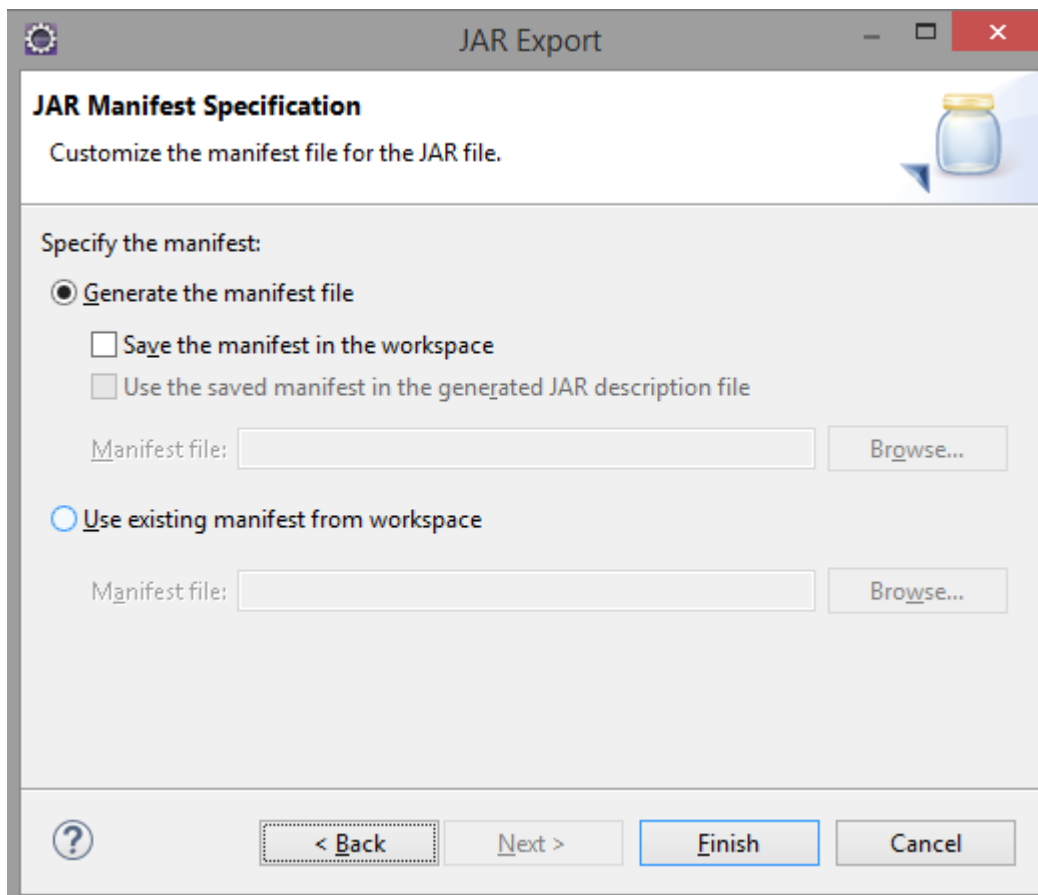 JAR Export
JAR Manifest Specification
Customize the manifest file for the JAR file.
Specify the manifest:
Generate the manifest file
Save the manifest in the workspace
Use the saved manifest in the generated JAR description file
Manifest file: Browse...
Use existing manifest from workspace
Manifest file: Browse...
? < Back Next > Finish Cancel